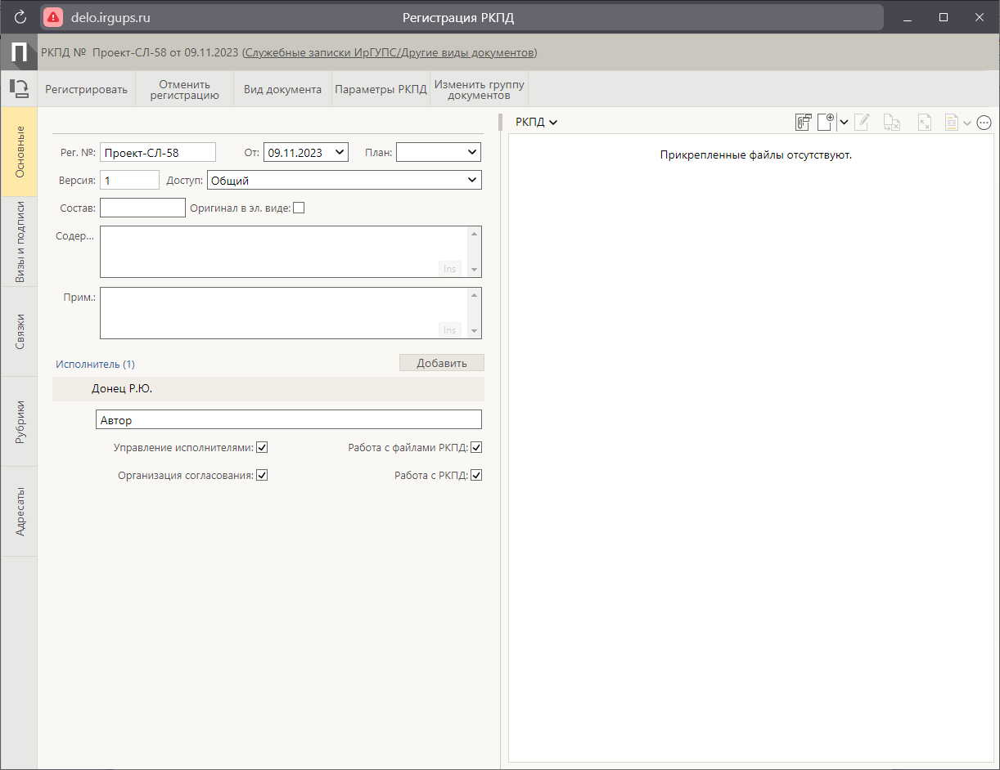 delo.irgups.ru
Регистрация РКПД
П
РКПД № Проект-СЛ-58 от 09.11.2023 (Служебные записки ИрГУПС/Другие виды документов)
Регистрировать
Отменить
регистрацию
Вид документа
Параметры РКПД
Изменить группу
документов
Основные
Визы и подписи
Связки
Рубрики
Адресаты
Рег. №: Проект-СЛ-58 От: 09.11.2023 План:
Версия: 1 Доступ: Общий
Состав: Оригинал в эл. виде:
Содер...
Ins
Прим.:
Ins
Исполнитель (1) Добавить
Донец Р.Ю.
Автор
Управление исполнителями: Работа с файлами РКПД:
Организация согласования: Работа с РКПД:
РКПД
Прикрепленные файлы отсутствуют.